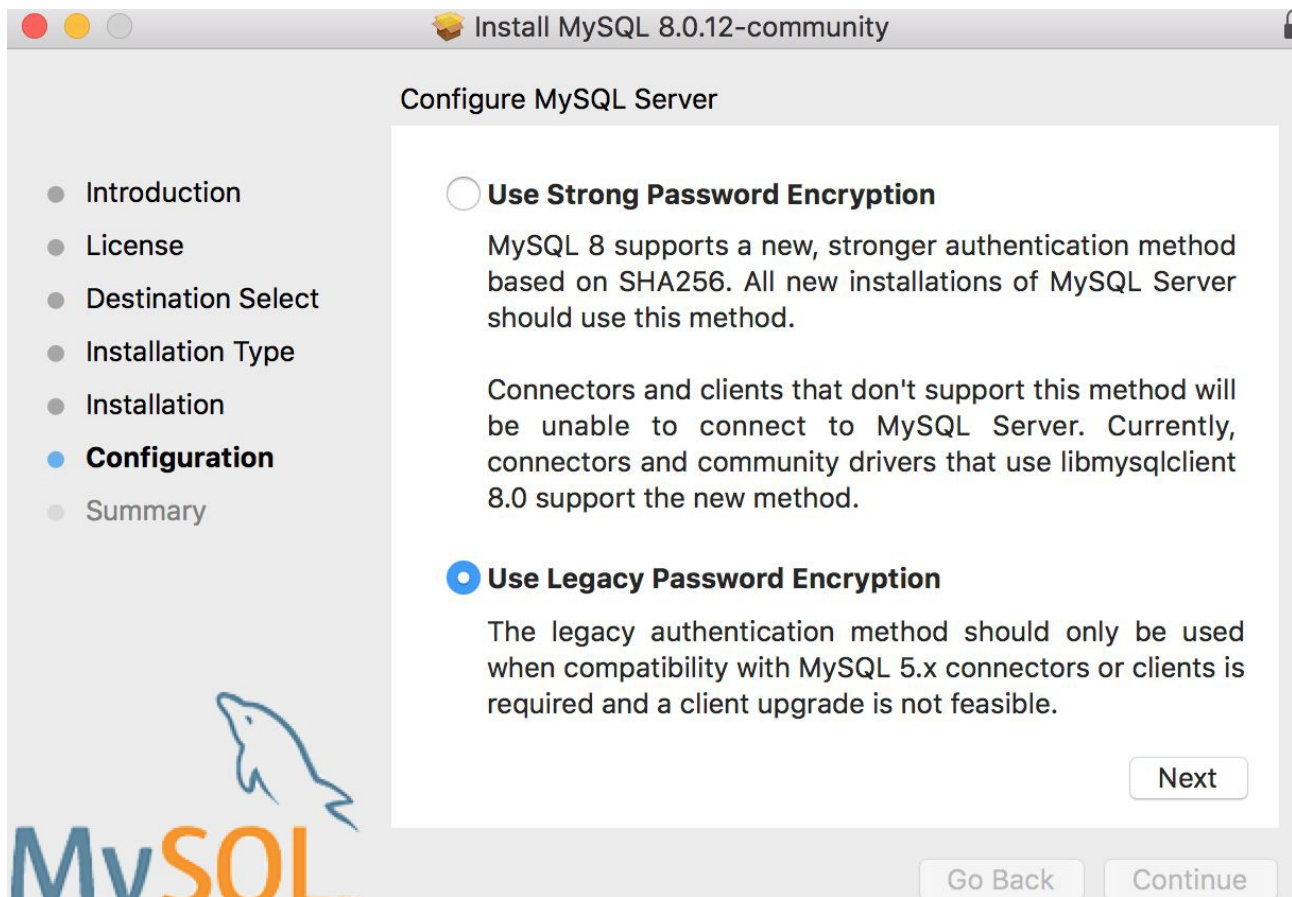 Install MySQL 8.0.12-community
Configure MySQL Server
Introduction
License
Destination Select
Installation Type
Installation
Configuration
Summary
Use Strong Password Encryption
MySQL 8 supports a new, stronger authentication method
based on SHA256. All new installations of MySQL Server
should use this method.
Connectors and clients that don't support this method will
be unable to connect to MySQL Server. Currently,
connectors and community drivers that use libmysqlclient
8.0 support the new method.
Use Legacy Password Encryption
The legacy authentication method should only be used
when compatibility with MySQL 5.x connectors or clients is
required and a client upgrade is not feasible.
Next
MySQL
Go Back
Continue